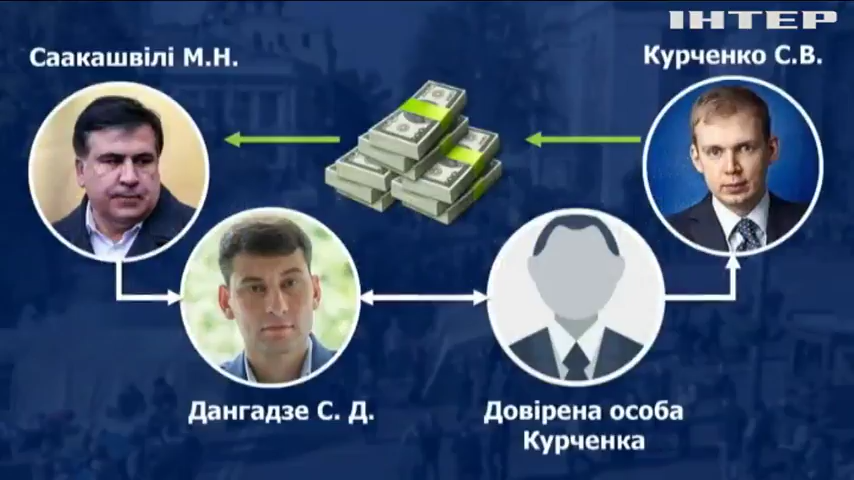 ІНТЕР
Саакашвілі М.Н.
Курченко С.В.
Дангадзе С. Д.
Довірена особа
Курченка